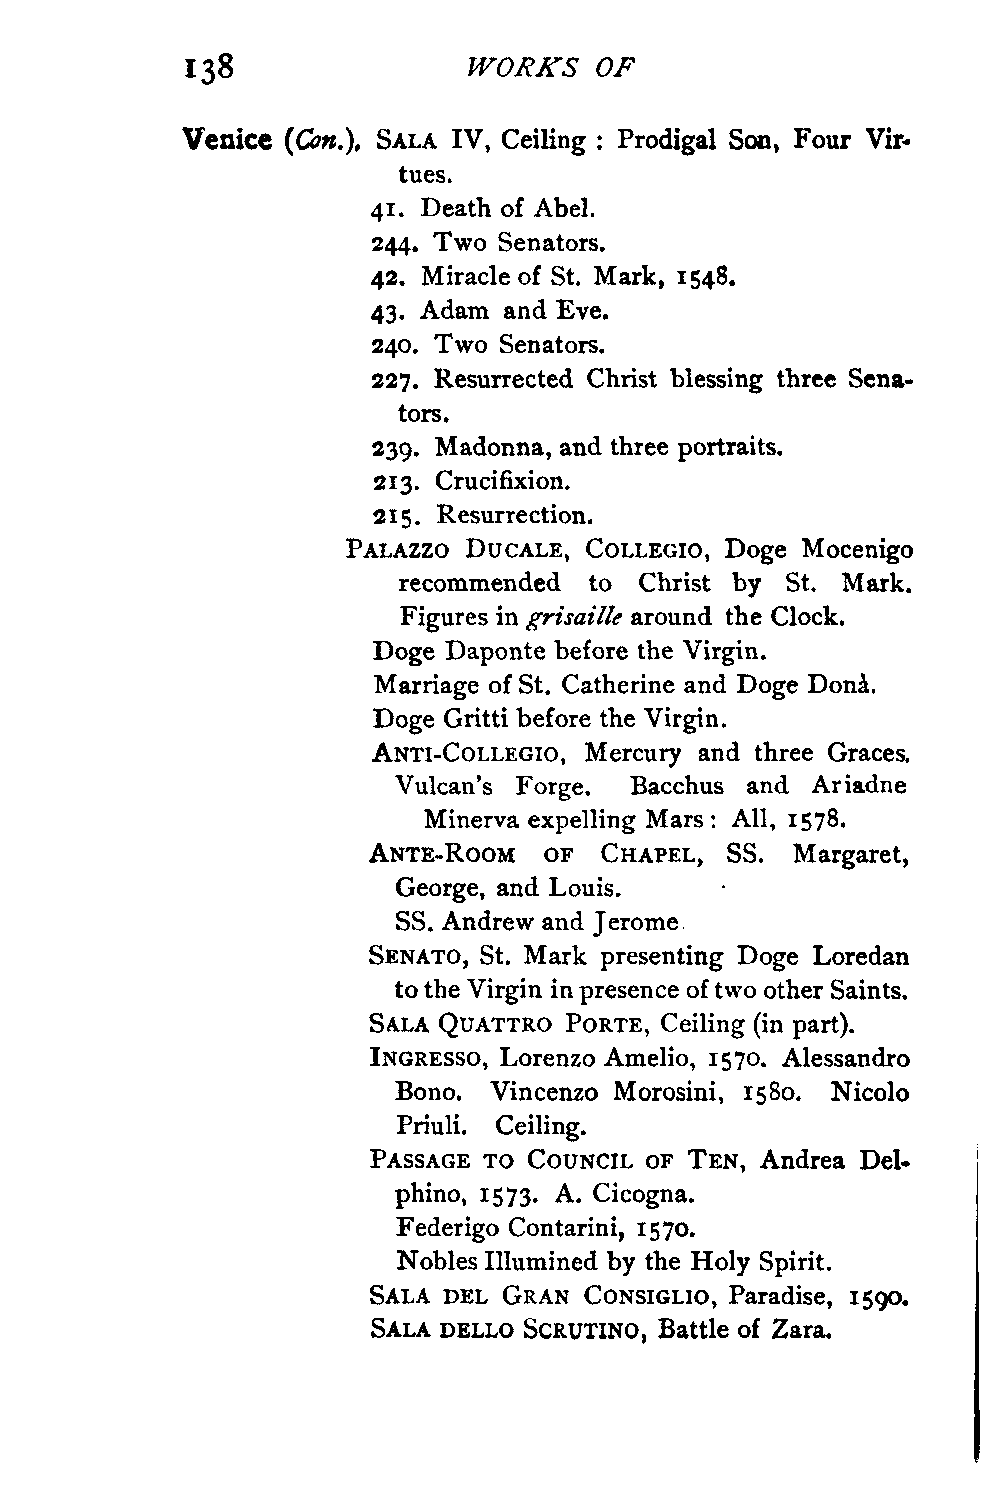 138 WORKS OF
Venice (Con.). SALA IV, Ceiling : Prodigal Son, Four Vir-
tues.
41. Death of Abel.
244. Two Senators.
42. Miracle of St. Mark, 1548.
43. Adam and Eve.
240. Two Senators.
227. Resurrected Christ blessing three Sena-
tors.
239. Madonna, and three portraits.
213. Crucifixion.
215. Resurrection.
PALAZZO DUCALE, COLLEGIO, Doge Mocenigo
recommended to Christ by St. Mark.
Figures in grisaille around the Clock.
Doge Daponte before the Virgin.
Marriage of St. Catherine and Doge Donà.
Doge Gritti before the Virgin.
ANTI-COLLEGIO, Mercury and three Graces.
Vulcan's Forge. Bacchus and Ariadne
Minerva expelling Mars : All, 1578.
ANTE-ROOM OF CHAPEL, SS. Margaret,
George, and Louis.
SS. Andrew and Jerome.
SENATO, St. Mark presenting Doge Loredan
to the Virgin in presence of two other Saints.
SALA QUATTRO PORTE, Ceiling (in part).
INGRESSO, Lorenzo Amelio, 1570. Alessandro
Bono. Vincenzo Morosini, 1580. Nicolo
Priuli. Ceiling.
PASSAGE TO COUNCIL OF TEN, Andrea Del-
phino, 1573. A. Cicogna.
Federigo Contarini, 1570.
Nobles Illumined by the Holy Spirit.
SALA DEL GRAN CONSIGLIO, Paradise, 1590.
SALA DELLO SCRUTINO, Battle of Zara.